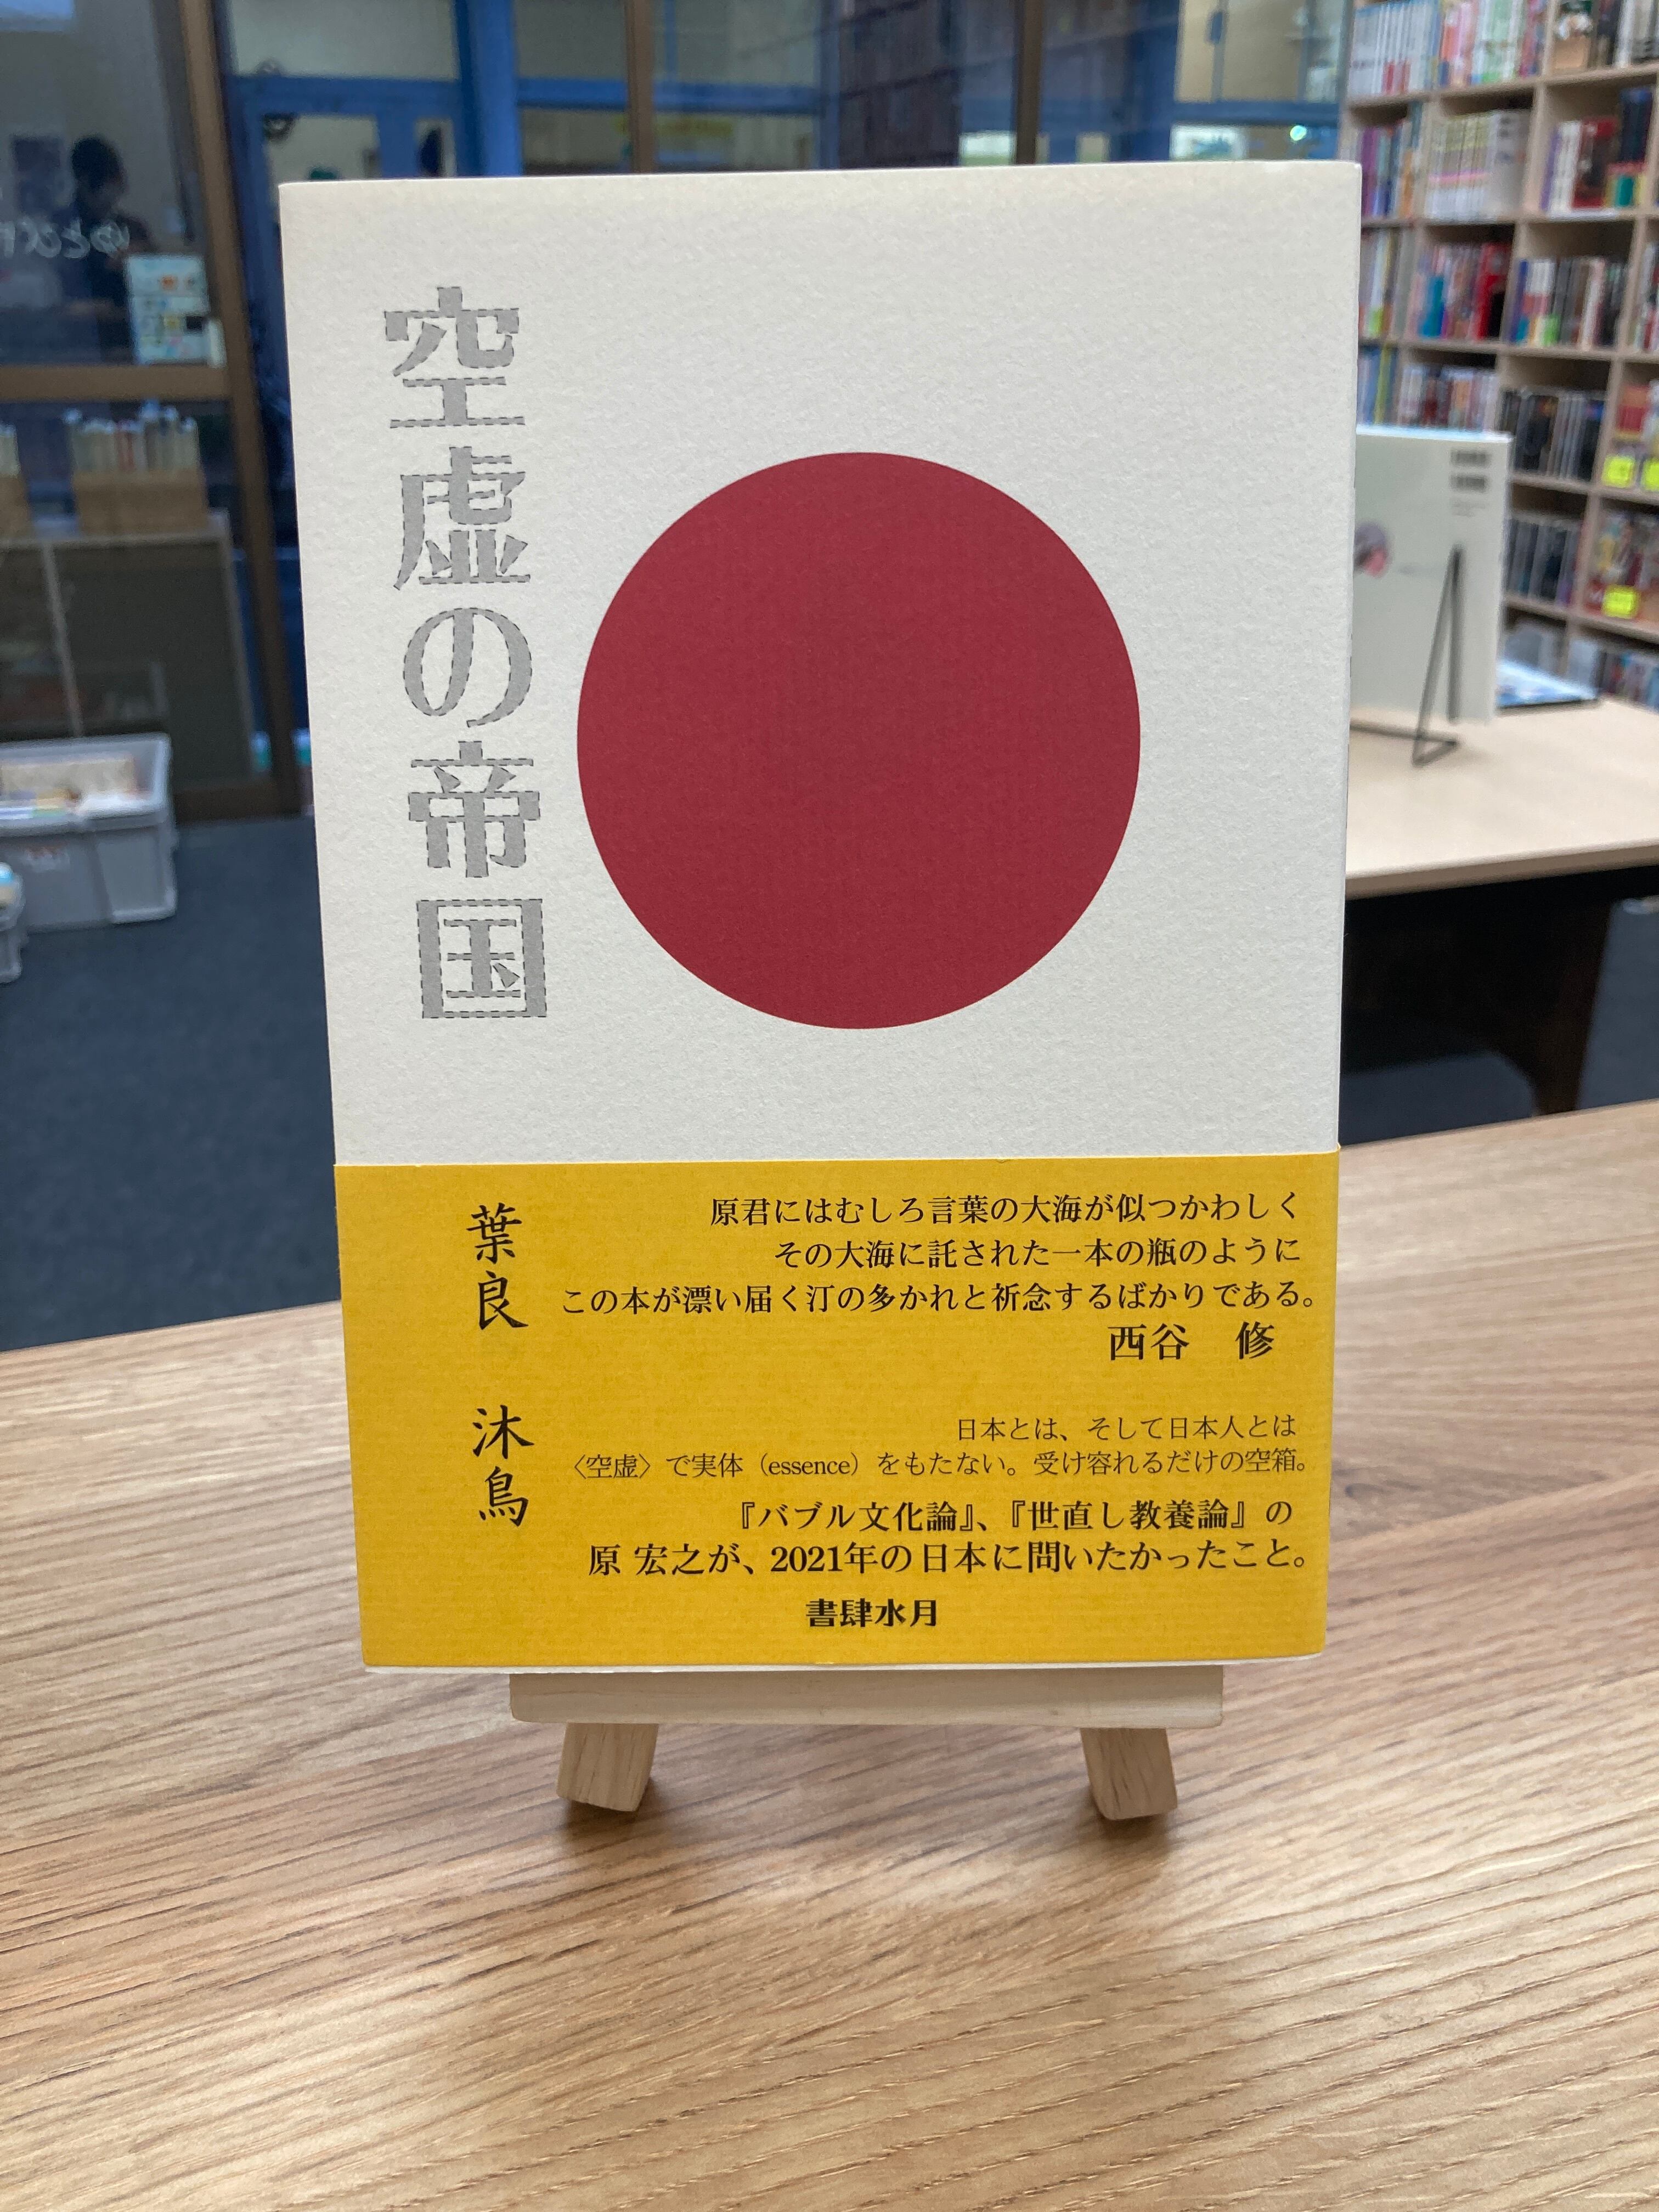 空虚の帝国
葉良 沐鳥
原君にはむしろ言葉の大海が似つかわしく
その大海に託された一本の瓶のように
この本が漂い届く汀の多かれと祈念するばかりである。
西谷 修
日本とは、そして日本人とは
〈空虚〉で実体（essence）をもたない。受け容れるだけの空箱。
『バブル文化論』、『世直し教養論』の
原 宏之が、2021年の日本に問いたかったこと。
書肆水月